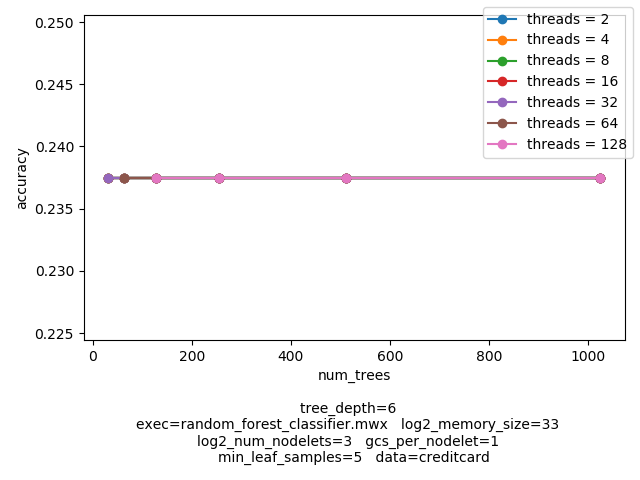 0.250
0.245
0.240
0.235
0.230
0.225
accuracy
threads = 2
threads = 4
threads = 8
threads = 16
threads = 32
threads = 64
threads = 128
0 200 400 600 800 1000
num_trees
tree_depth=6
exec=random_forest_classifier.mwx log2_memory_size=33
log2_num_nodelets=3 gcs_per_nodelet=1
min_leaf_samples=5 data=creditcard